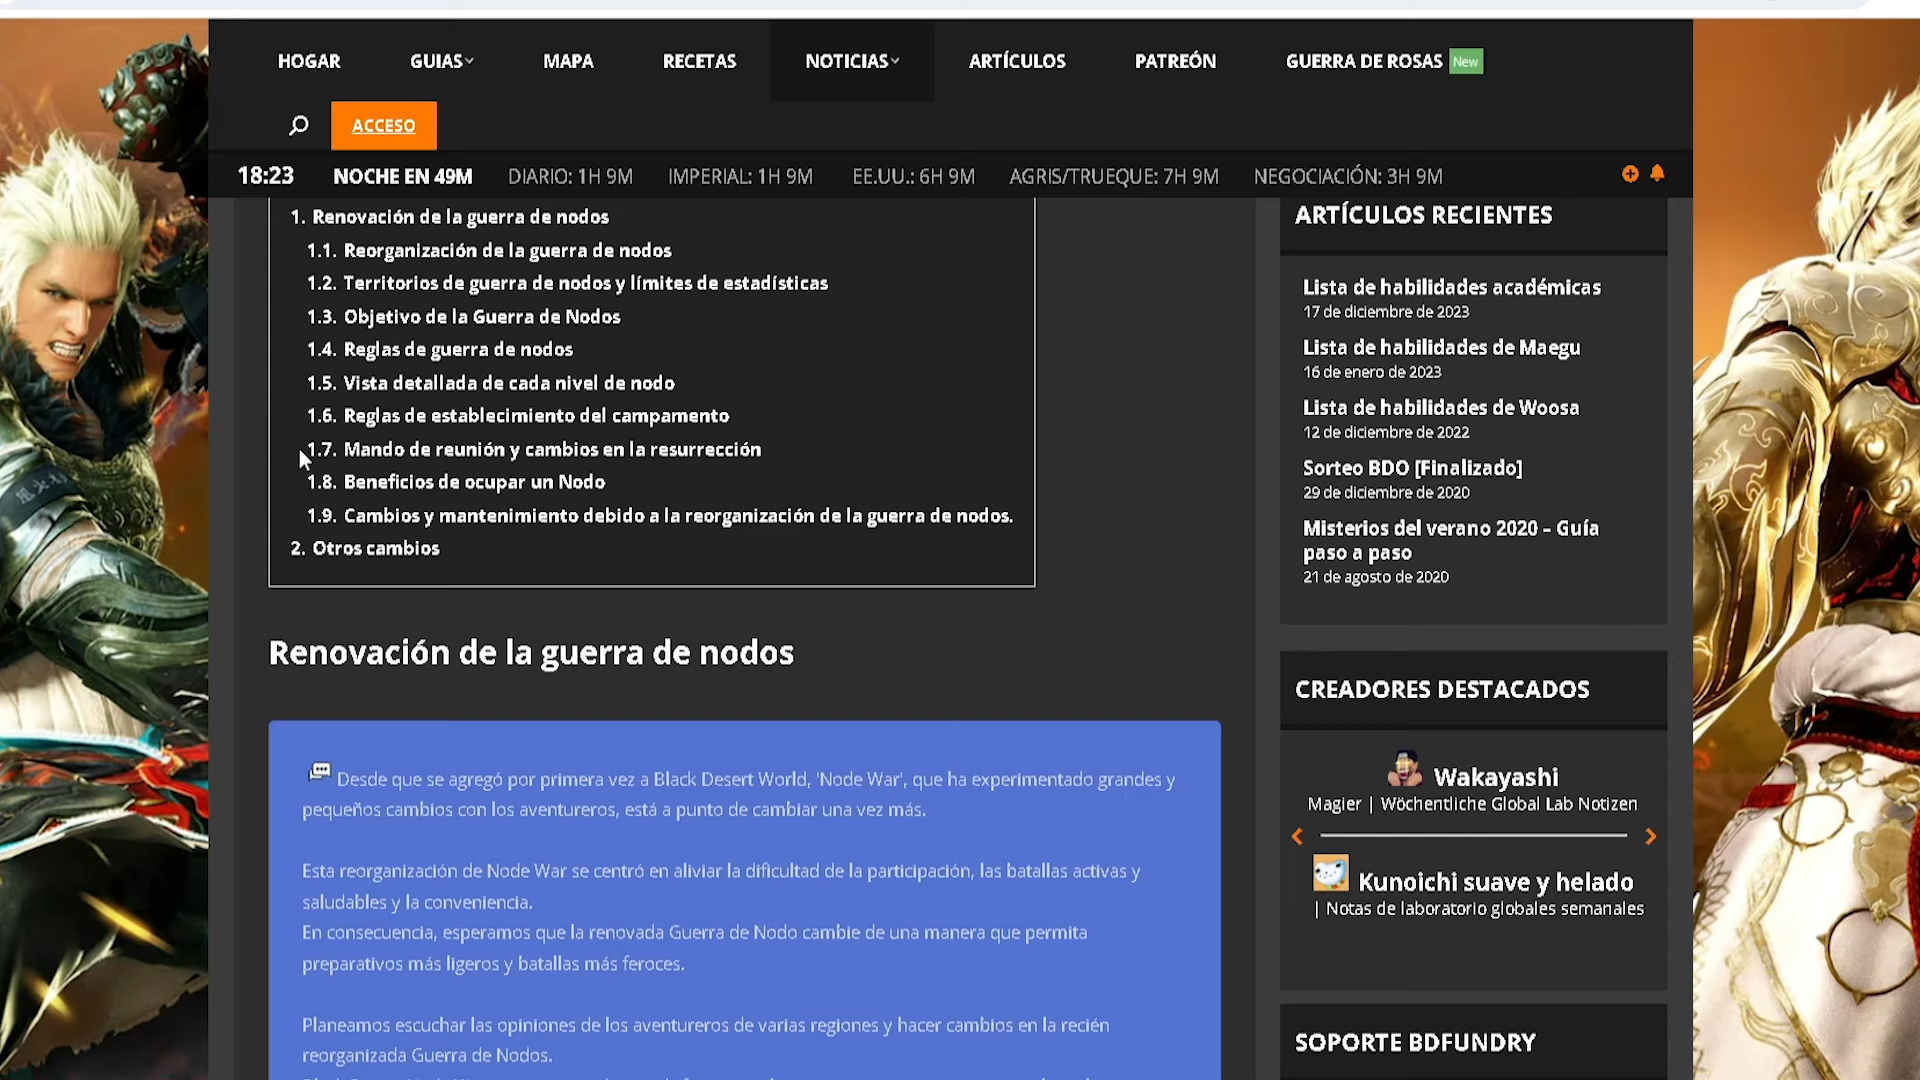 HOGAR
GUIAS
MAPA
RECETAS
NOTICIAS
ARTÍCULOS
PATREÓN
GUERRA DE ROSAS New
ACCESO
18:23
NOCHE EN 49M
DIARIO: 1H 9M
IMPERIAL: 1H 9M
EE.UU.: 6H 9M
AGRIS/TRUEQUE: 7H 9M
NEGOCIACIÓN: 3H 9M
1. Renovación de la guerra de nodos
1.1. Reorganización de la guerra de nodos
1.2. Territorios de guerra de nodos y límites de estadísticas
1.3. Objetivo de la Guerra de Nodos
1.4. Reglas de guerra de nodos
1.5. Vista detallada de cada nivel de nodo
1.6. Reglas de establecimiento del campamento
1.7. Mando de reunión y cambios en la resurrección
1.8. Beneficios de ocupar un Nodo
1.9. Cambios y mantenimiento debido a la reorganización de la guerra de nodos.
2. Otros cambios
Renovación de la guerra de nodos
Desde que se agregó por primera vez a Black Desert World, 'Node War', que ha experimentado grandes y
pequeños cambios con los aventureros, está a punto de cambiar una vez más.
Esta reorganización de Node War se centró en aliviar la dificultad de la participación, las batallas activas y
saludables y la conveniencia.
En consecuencia, esperamos que la renovada Guerra de Nodo cambie de una manera que permita
preparativos más ligeros y batallas más feroces.
Planeamos escuchar las opiniones de los aventureros de varias regiones y hacer cambios en la recién
reorganizada Guerra de Nodos.
ARTÍCULOS RECIENTES
Lista de habilidades académicas
17 de diciembre de 2023
Lista de habilidades de Maegu
16 de enero de 2023
Lista de habilidades de Woosa
12 de diciembre de 2022
Sorteo BDO [Finalizado]
29 de diciembre de 2020
Misterios del verano 2020 – Guía
paso a paso
21 de agosto de 2020
CREADORES DESTACADOS
Wakayashi
Magier | Wöchentliche Global Lab Notizen
Kunoichi suave y helado
| Notas de laboratorio globales semanales
SOPORTE BDFUNDRY